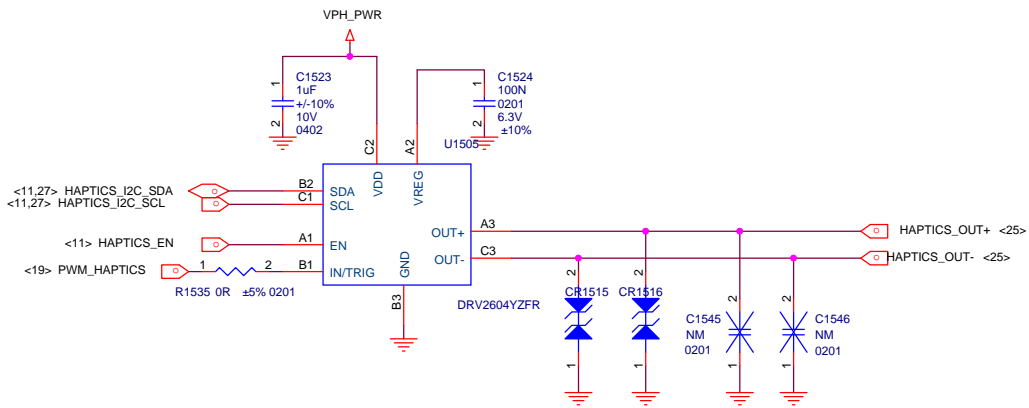 VPH_PWR
1
C1523
1uF
+/-10%
10V
0402
2
1
C1524
100N
0201
6.3V
±10%
2
U1505
C2
A2
VDD
VREG
<11,27> HAPTICS_I2C_SDA
B2
SDA
<11,27> HAPTICS_I2C_SCL
C1
SCL
<11> HAPTICS_EN
A1
EN
<19> PWM_HAPTICS
1
2
B1
IN/TRIG
R1535 0R ±5% 0201
GND
B3
OUT+
A3
OUT-
C3
DRV2604YZFR
HAPTICS_OUT+ <25>
HAPTICS_OUT- <25>
2
CR1515
1
2
CR1516
1
2
C1545
NM
0201
1
2
C1546
NM
0201
1